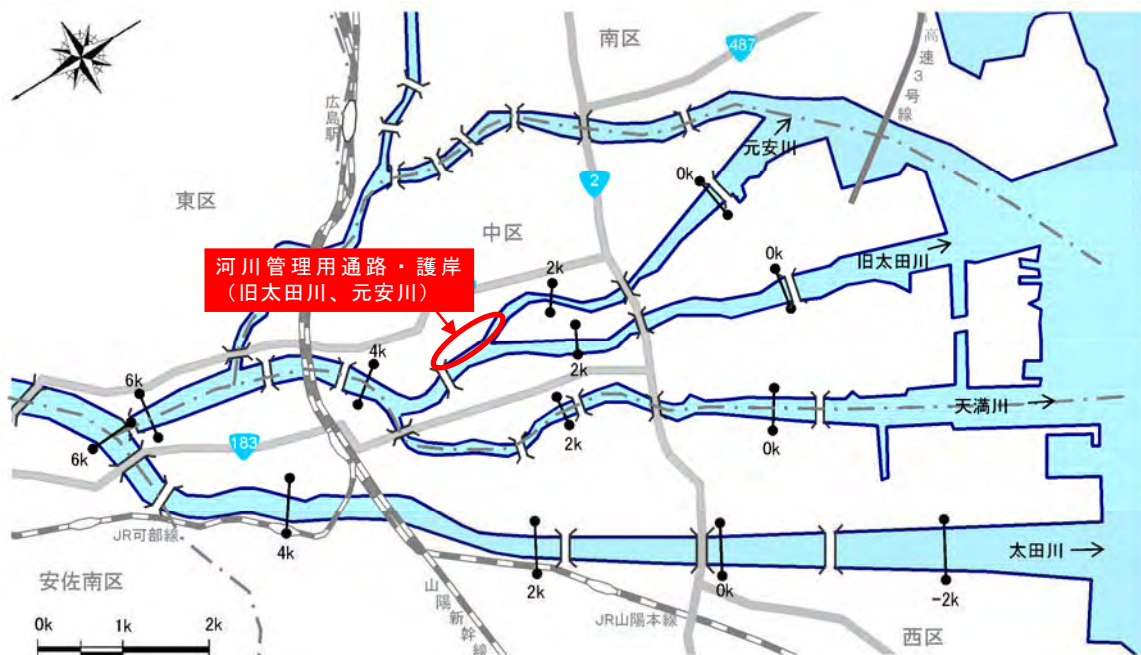 南区
487
高速3号線
広島駅
元安川
0k
2
東区
中区
河川管理用通路・護岸
（旧太田川、元安川）
2k
旧太田川
0k
4k
2k
6k
天満川
2k
0k
6k
183
太田川
JR可部線
4k
2k
0k
-2k
安佐南区
山陽新幹線
JR山陽本線
西区
0k
1k
2k